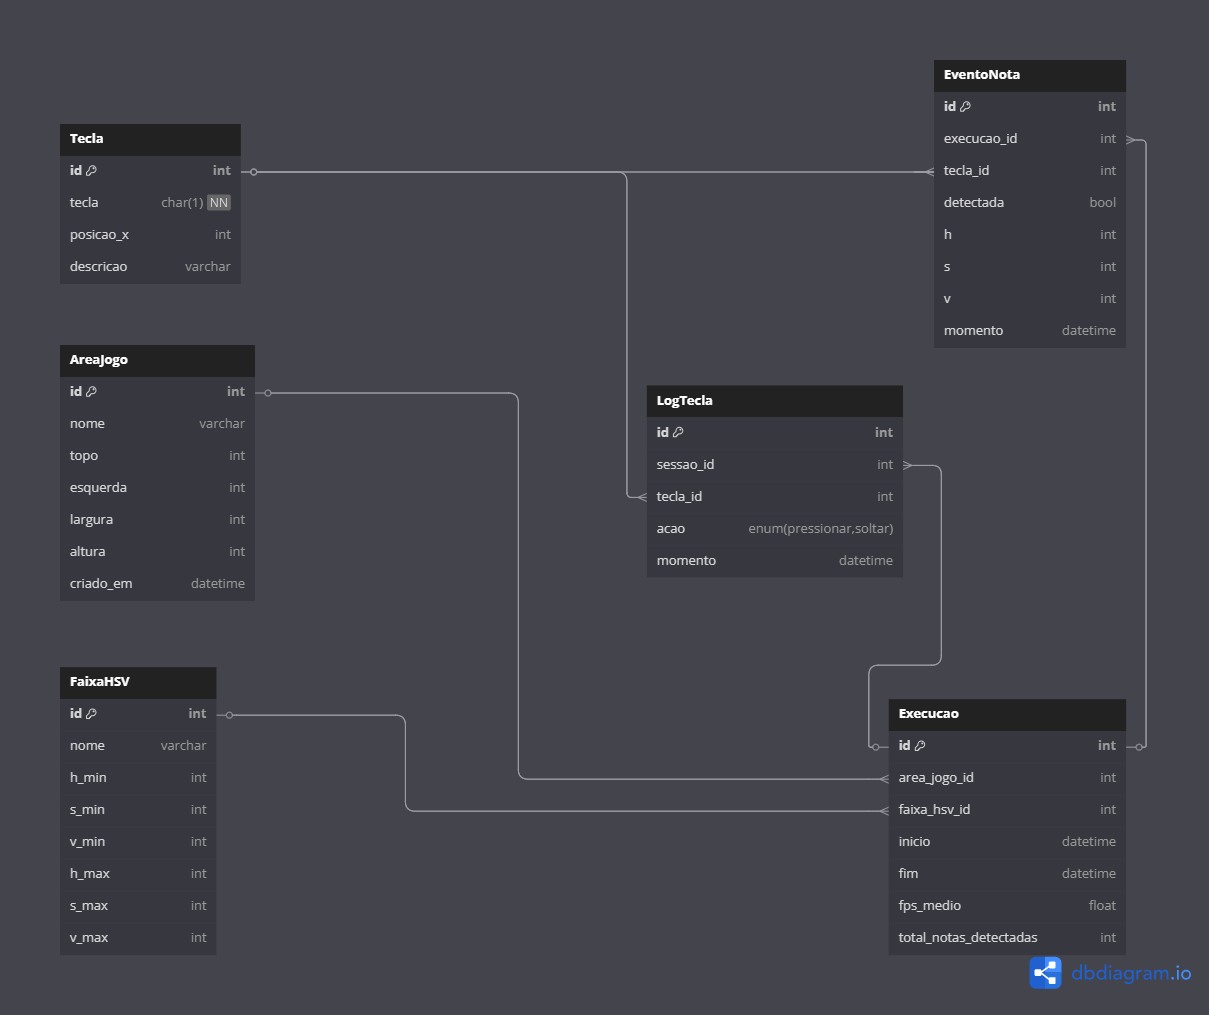 Tecla
id int
tecla char(1) NN
posicao_x int
descricao varchar
AreaJogo
id int
nome varchar
topo int
esquerda int
largura int
altura int
criado_em datetime
FaixaHSV
id int
nome varchar
h_min int
s_min int
v_min int
h_max int
s_max int
v_max int
LogTecla
id int
sessao_id int
tecla_id int
acao enum(pressionar,soltar)
momento datetime
EventoNota
id int
execucao_id int
tecla_id int
detectada bool
h int
s int
v int
momento datetime
Execucao
id int
area_jogo_id int
faixa_hsv_id int
inicio datetime
fim datetime
fps_medio float
total_notas_detectadas int
dbdiagram.io